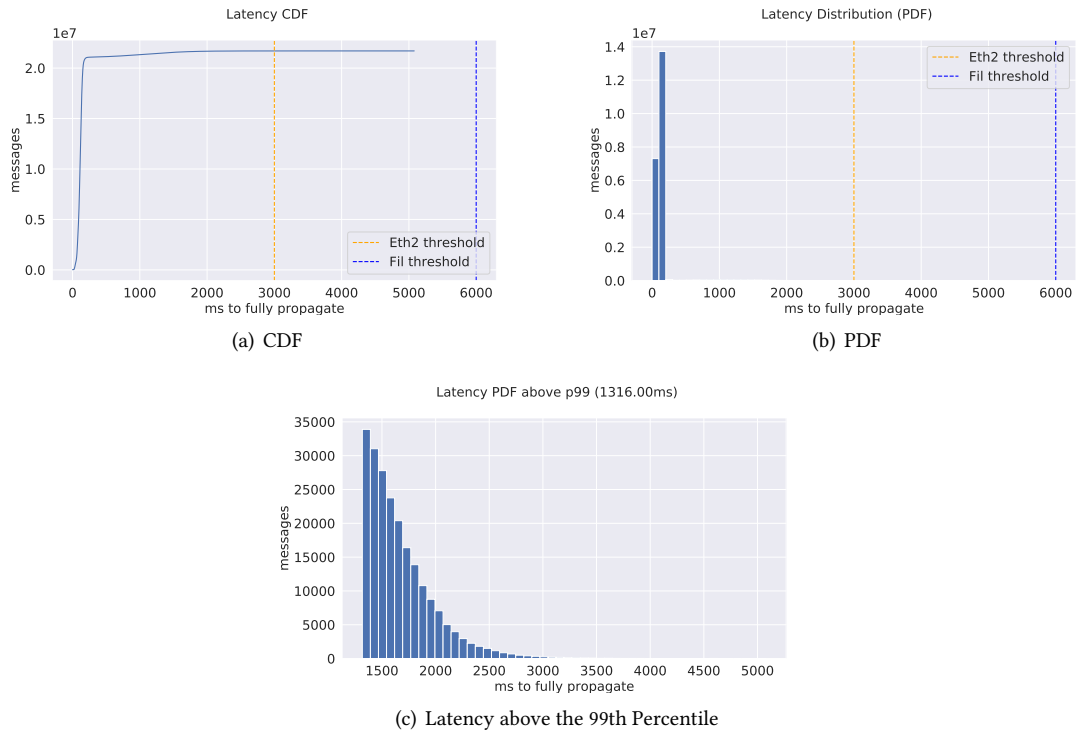 Latency CDF
1e7
2.0
1.5
1.0
0.5
0.0
messages
0 1000 2000 3000 4000 5000 6000
ms to fully propagate
Eth2 threshold
Fil threshold
(a) CDF
Latency Distribution (PDF)
1e7
1.4
1.2
1.0
0.8
0.6
0.4
0.2
0.0
messages
0 1000 2000 3000 4000 5000 6000
ms to fully propagate
Eth2 threshold
Fil threshold
(b) PDF
Latency PDF above p99 (1316.00ms)
35000
30000
25000
20000
15000
10000
5000
0
messages
1500 2000 2500 3000 3500 4000 4500 5000
ms to fully propagate
(c) Latency above the 99th Percentile